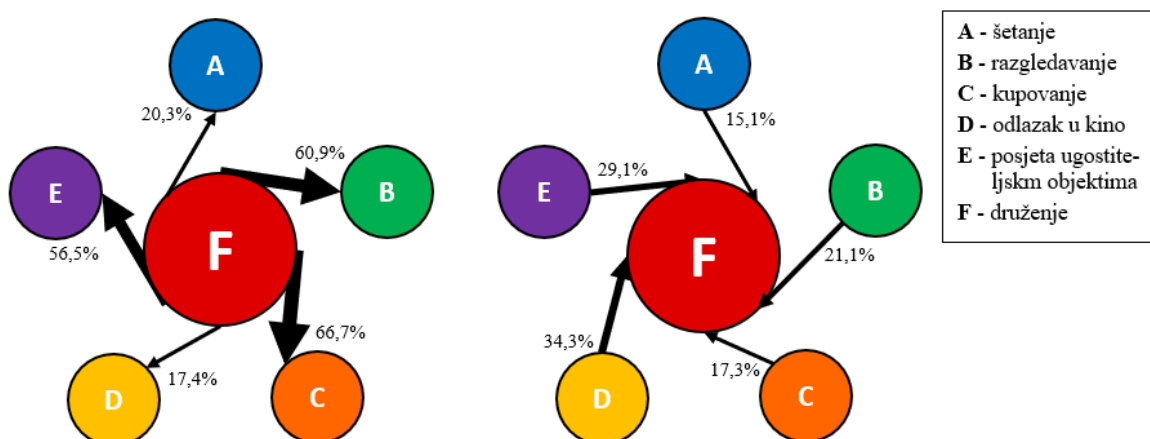 A
20,3%
60,9%
E
B
F
56,5%
66,7%
17,4%
D
C
A
15,1%
29,1%
E
B
F
21,1%
34,3%
17,3%
D
C
A - šetanje
B - razgledavanje
C - kupovanje
D - odlazak u kino
E - posjeta ugostite-
ljskm objektima
F - druženje